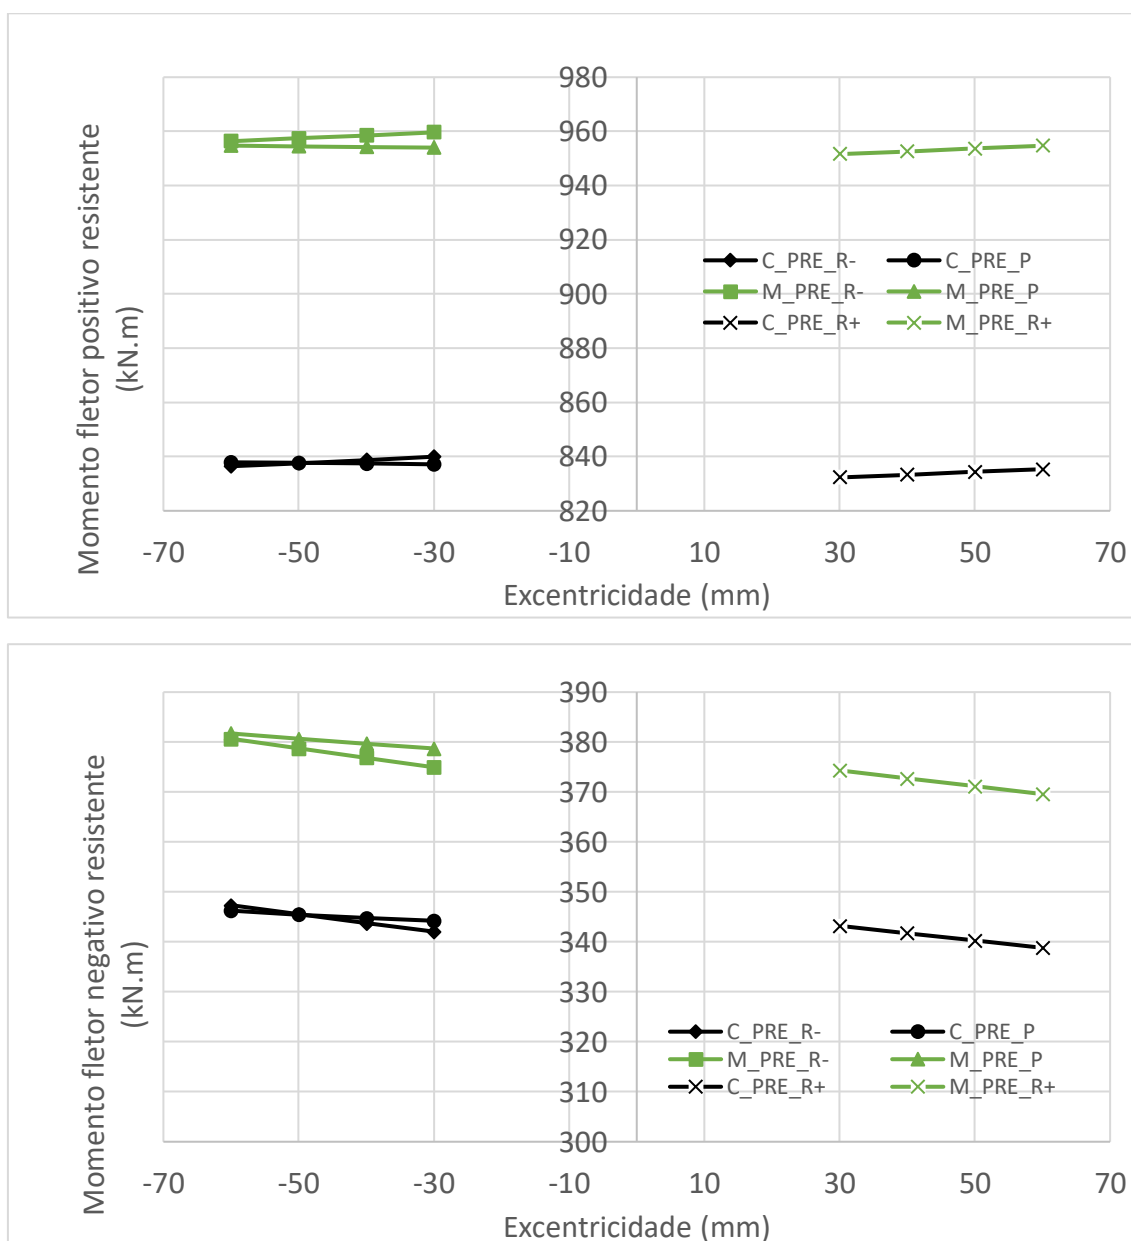 Momento fletor positivo resistente
(kN.m)
980
960
940
920
900
880
860
840
820
C_PRE_R- C_PRE_P
M_PRE_R- M_PRE_P
C_PRE_R+ M_PRE_R+
-70 -50 -30 -10 10 30 50 70
Excentricidade (mm)
Momento fletor negativo resistente
(kN.m)
390
380
370
360
350
340
330
320
310
300
C_PRE_R- C_PRE_P
M_PRE_R- M_PRE_P
C_PRE_R+ M_PRE_R+
-70 -50 -30 -10 10 30 50 70
Excentricidade (mm)